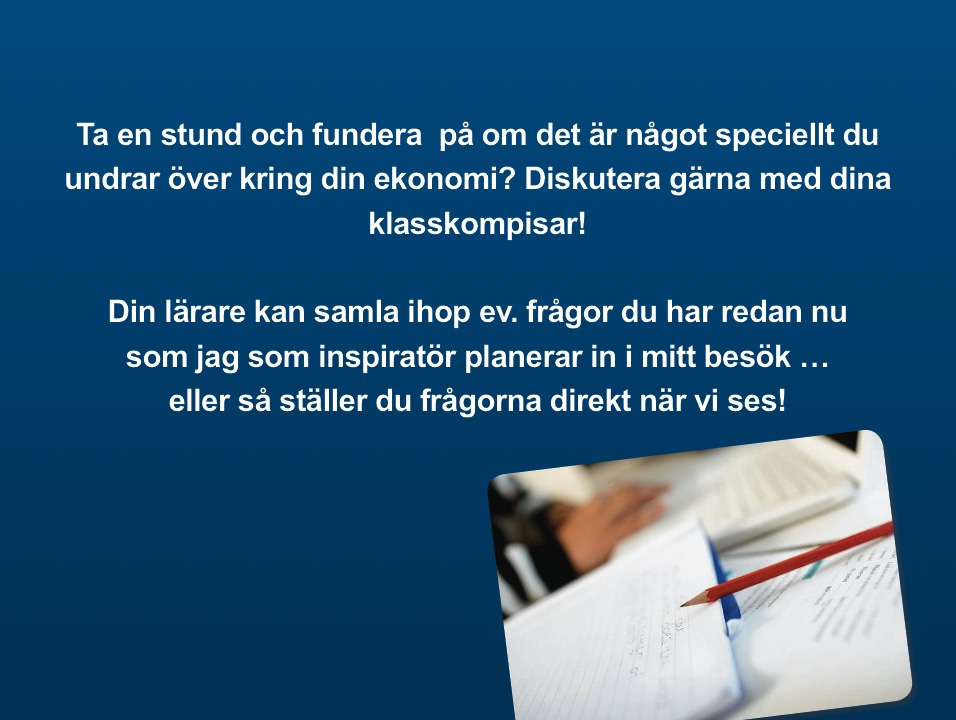 Ta en stund och fundera  på om det är något speciellt du
undrar över kring din ekonomi? Diskutera gärna med dina
klasskompisar!
Din lärare kan samla ihop ev. frågor du har redan nu
som jag som inspiratör planerar in i mitt besök …
eller så ställer du frågorna direkt när vi ses!